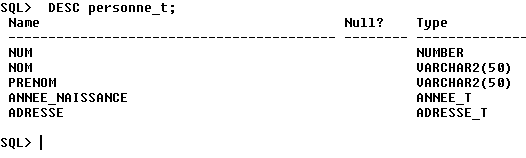 SQL>  DESC personne_t;
 Name                                      Null?    Type
 ----------------------------------------- -------- --------------
 NUM                                                NUMBER
 NOM                                                VARCHAR2(50)
 PRENOM                                             VARCHAR2(50)
 ANNEE_NAISSANCE                                    ANNEE_T
 ADRESSE                                            ADRESSE_T
SQL>